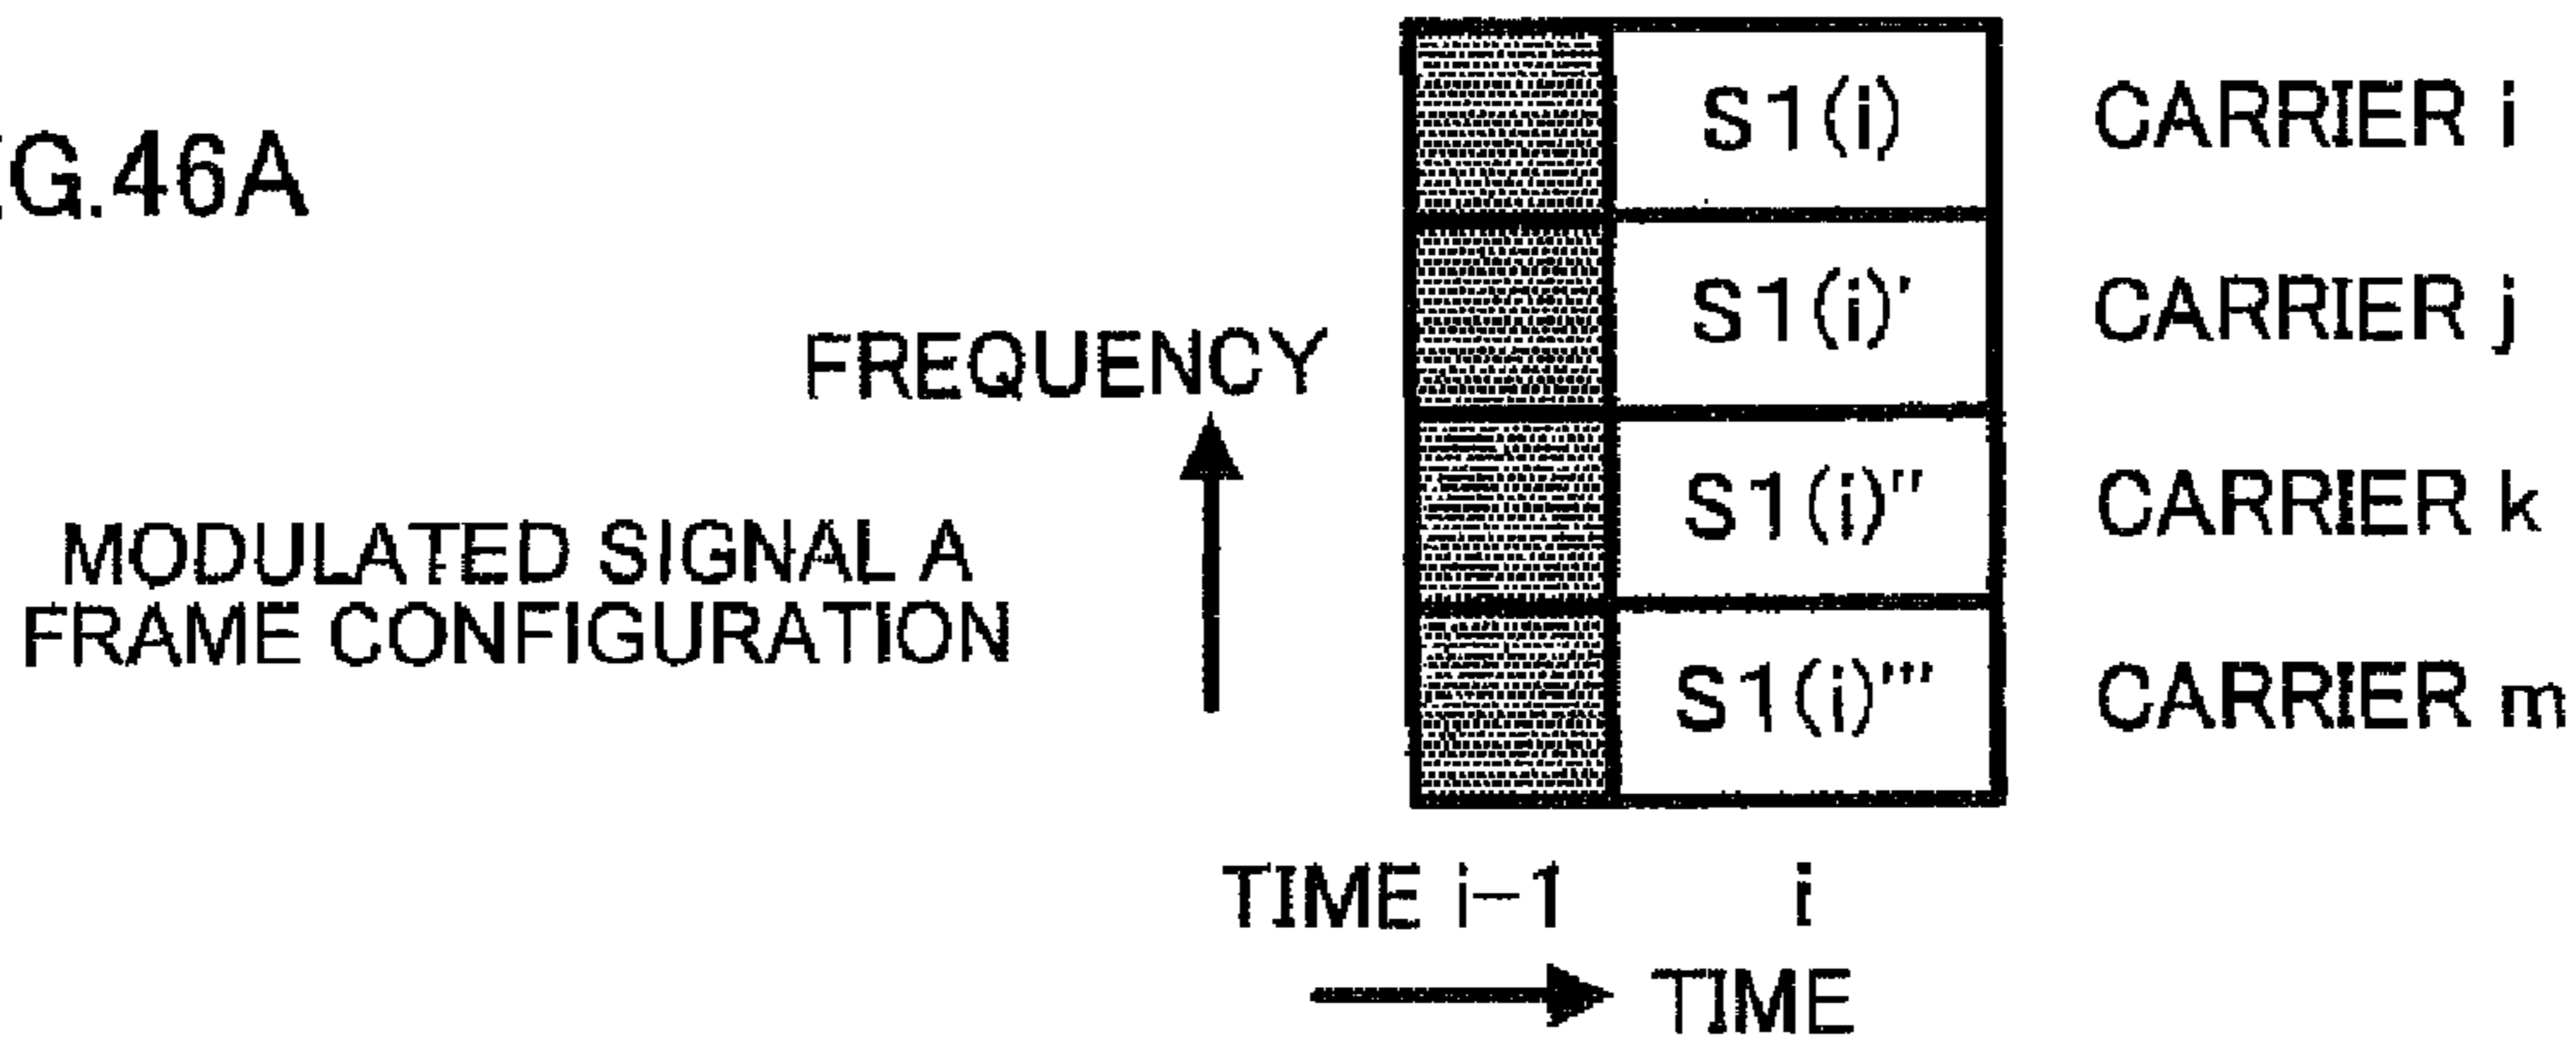 G.46A
S1(i) CARRIER i
S1(i)' CARRIER j
FREQUENCY
S1(i)'' CARRIER k
MODULATED SIGNAL A
FRAME CONFIGURATION
S1(i)''' CARRIER m
TIME i-1 i
TIME